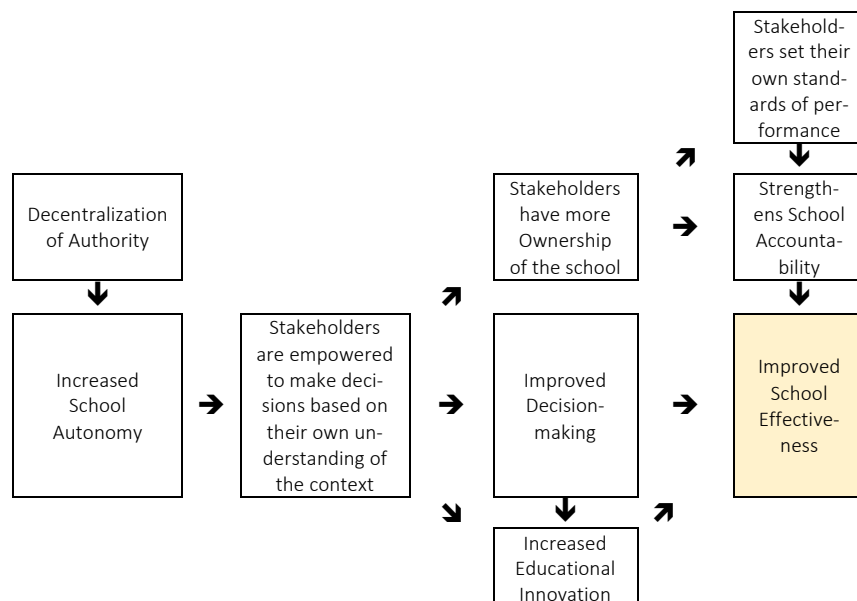 Stakehold-
ers set their
own stand-
ards of per-
formance
Decentralization
of Authority
Stakeholders
have more
Ownership
of the school
Strength-
ens School
Accounta-
bility
Increased
School
Autonomy
Stakeholders
are empowered
to make deci-
sions based on
their own un-
derstanding of
the context
Improved
Decision-
making
Improved
School
Effective-
ness
Increased
Educational
Innovation